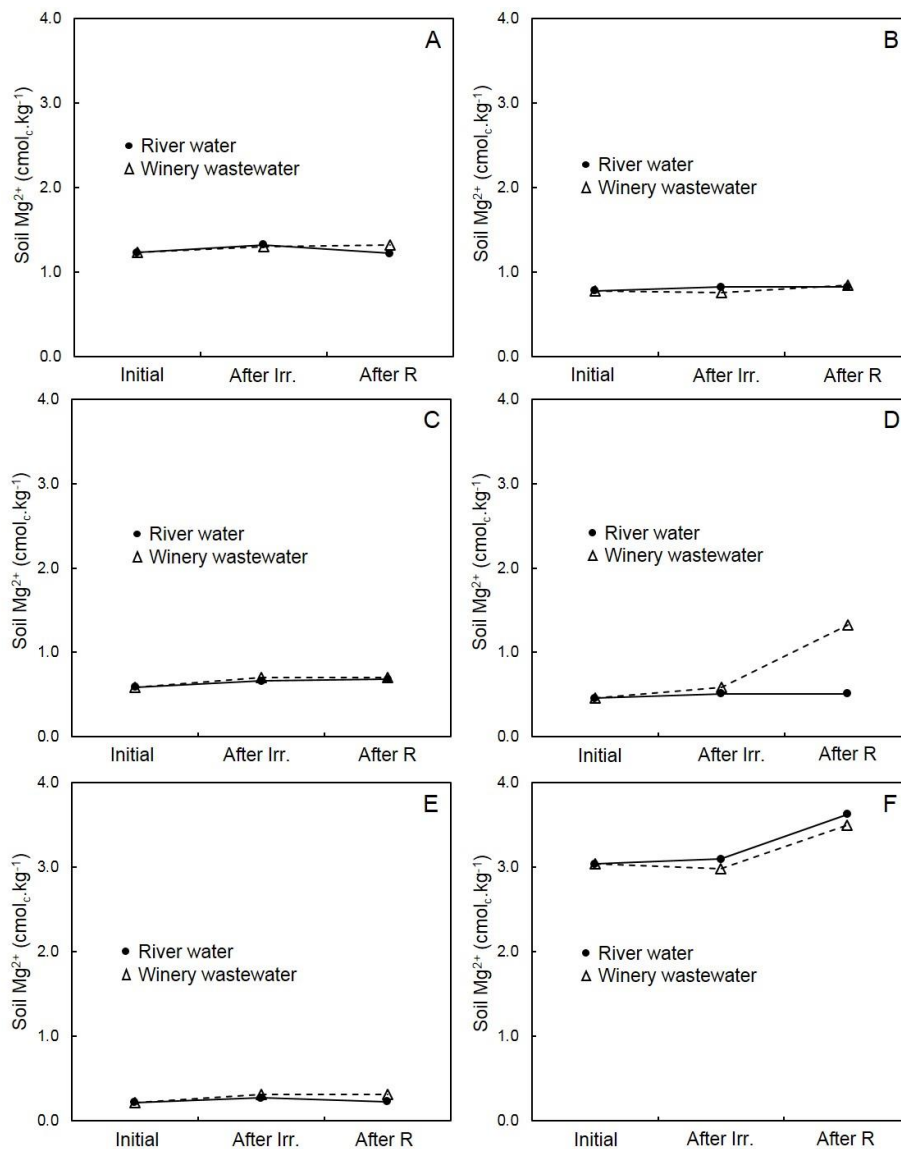 A
4.0
3.0
2.0
1.0
0.0
Soil Mg²⁺ (cmol꜀.kg⁻¹)
River water
Winery wastewater
Initial
After Irr.
After R
B
4.0
3.0
2.0
1.0
0.0
Soil Mg²⁺ (cmol꜀.kg⁻¹)
River water
Winery wastewater
Initial
After Irr.
After R
C
4.0
3.0
2.0
1.0
0.0
Soil Mg²⁺ (cmol꜀.kg⁻¹)
River water
Winery wastewater
Initial
After Irr.
After R
D
4.0
3.0
2.0
1.0
0.0
Soil Mg²⁺ (cmol꜀.kg⁻¹)
River water
Winery wastewater
Initial
After Irr.
After R
E
4.0
3.0
2.0
1.0
0.0
Soil Mg²⁺ (cmol꜀.kg⁻¹)
River water
Winery wastewater
Initial
After Irr.
After R
F
4.0
3.0
2.0
1.0
0.0
Soil Mg²⁺ (cmol꜀.kg⁻¹)
River water
Winery wastewater
Initial
After Irr.
After R